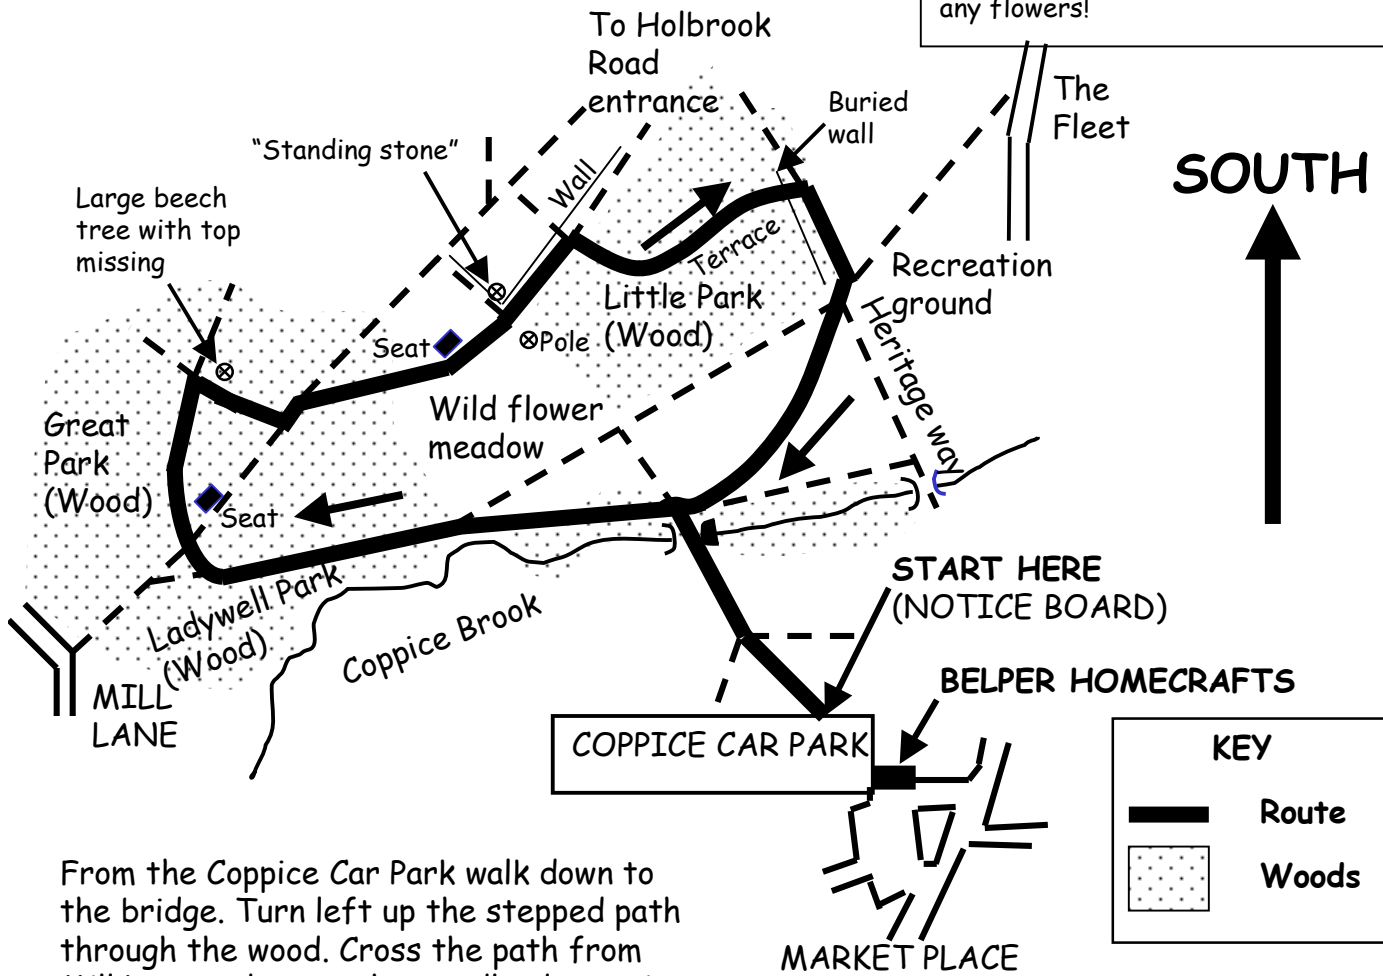 any flowers!
To Holbrook
Road
entrance
The
Fleet
Buried
wall
"Standing stone"
SOUTH
Wall
Large beech
tree with top
missing
Terrace
Recreation
ground
Little Park
(Wood)
Heritage way
Seat
Pole
Wild flower
meadow
Great
Park
(Wood)
Seat
START HERE
(NOTICE BOARD)
Ladywell Park
(Wood)
Coppice Brook
BELPER HOMECRAFTS
MILL
LANE
COPPICE CAR PARK
KEY
Route
Woods
From the Coppice Car Park walk down to
the bridge. Turn left up the stepped path
through the wood. Cross the path from
MARKET PLACE